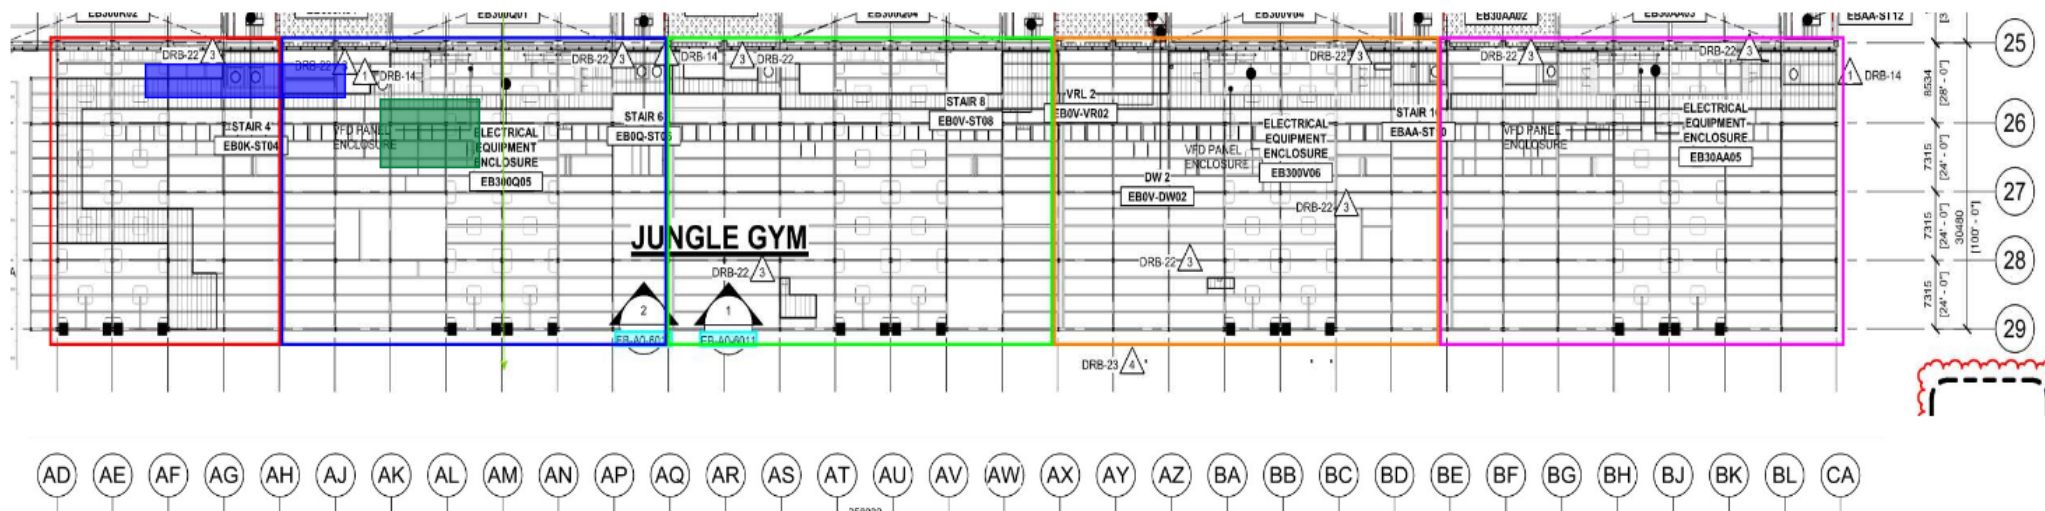 EB300Q01
EB300Q04
EB300V04
EB30AA02
EB30AA03
EBAA-ST12
DRB-22 3
DRB-22 3
1 DRB-14
DRB-22 3
DRB-14
3 DRB-22
DRB-22 3
DRB-22 3
DRB-22 3
1 DRB-14
25
8534
[28' - 0"]
STAIR 4
EB0K-ST04
VFD PANEL
ENCLOSURE
ELECTRICAL
EQUIPMENT
ENCLOSURE
EB300Q05
STAIR 6
EB0Q-ST06
STAIR 8
EB0V-ST08
VRL 2
EB0V-VR02
VFD PANEL
ENCLOSURE
DW 2
EB0V-DW02
ELECTRICAL
EQUIPMENT
ENCLOSURE
EB300V06
STAIR
VFD PANEL
ENCLOSURE
ELECTRICAL
EQUIPMENT
ENCLOSURE
EB30AA05
26
7315
[24' - 0"]
27
DRB-22 3
7315
[24' - 0"]
30480
[100' - 0"]
JUNGLE GYM
DRB-22 3
DRB-22 3
28
7315
[24' - 0"]
2
1
EB-A0-6011
29
DRB-23 4
AD AE AF AG AH AJ AK AL AM AN AP AQ AR AS AT AU AV AW AX AY AZ BA BB BC BD BE BF BG BH BJ BK BL CA